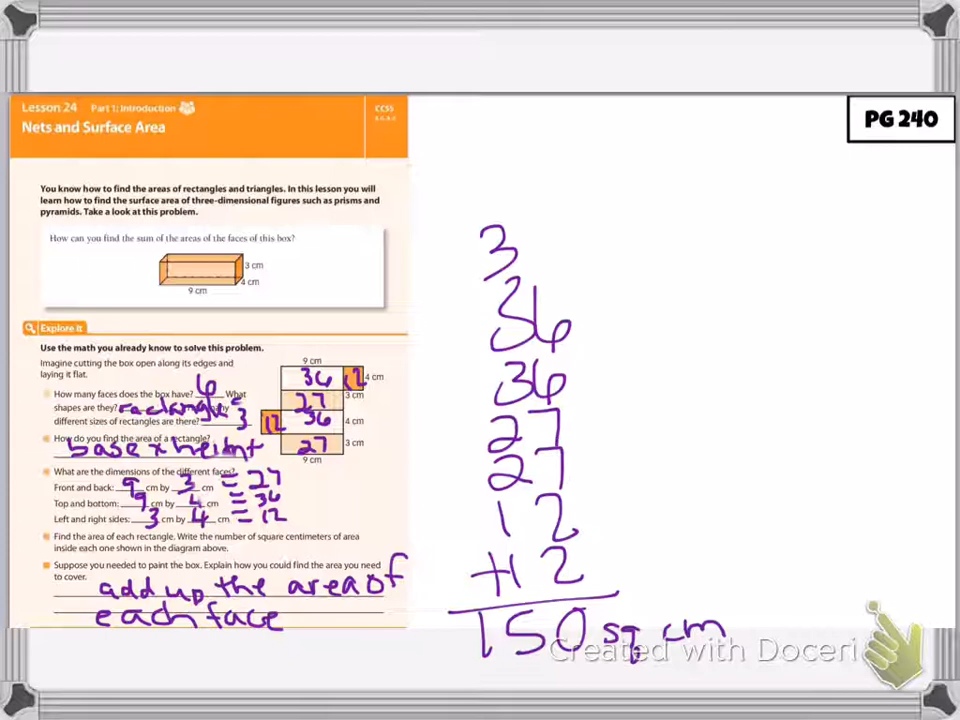 Lesson 24 Part 1: Introduction
CCSS
Nets and Surface Area
PG 240
You know how to find the areas of rectangles and triangles. In this lesson you will
learn how to find the surface area of three-dimensional figures such as prisms and
pyramids. Take a look at this problem.
How can you find the sum of the areas of the faces of this box?
3 cm
4 cm
9 cm
Explore It
Use the math you already know to solve this problem.
Imagine cutting the box open along its edges and
laying it flat.
How many faces does the box have? 6 What
shapes are they? rectangles
different sizes of rectangles are there? 3
How do you find the area of a rectangle?
base x height
9 cm
36 12 4 cm
27 3 cm
12 36 4 cm
27 3 cm
9 cm
What are the dimensions of the different faces?
Front and back: 9 cm by 3 cm = 27
Top and bottom: 9 cm by 4 cm = 36
Left and right sides: 3 cm by 4 cm = 12
Find the area of each rectangle. Write the number of square centimeters of area
inside each one shown in the diagram above.
Suppose you needed to paint the box. Explain how you could find the area you need
to cover.
add up the area of
each face
3
36
36
27
27
12
+12
150 sq cm
Created with Doceri